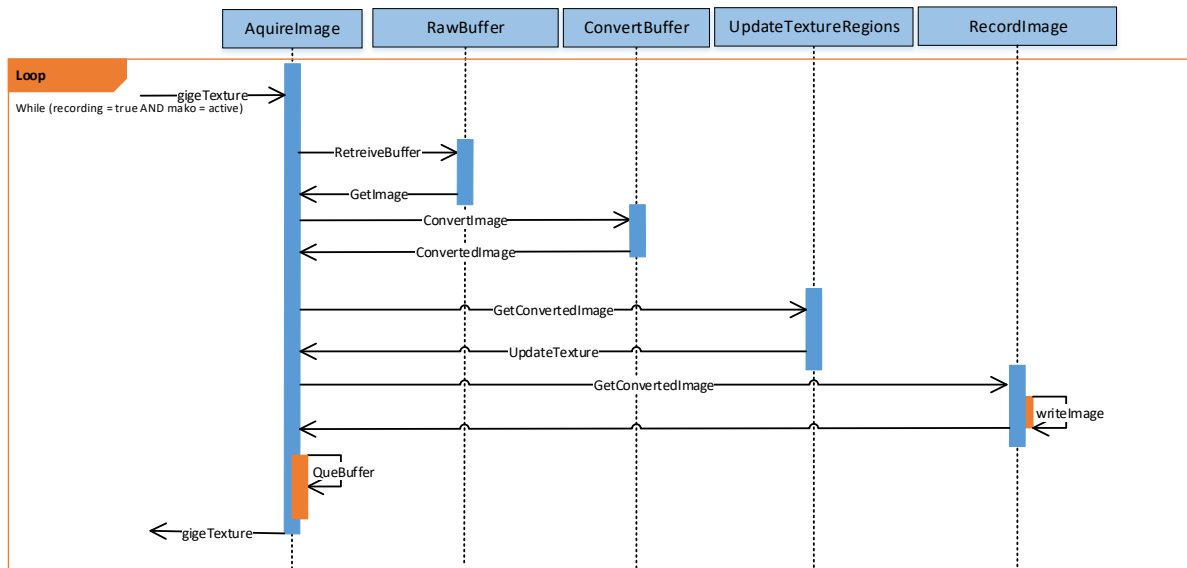 AquireImage
RawBuffer
ConvertBuffer
UpdateTextureRegions
RecordImage
Loop
gigeTexture
While (recording = true AND mako = active)
RetreiveBuffer
GetImage
ConvertImage
ConvertedImage
GetConvertedImage
UpdateTexture
GetConvertedImage
writeImage
QueBuffer
gigeTexture